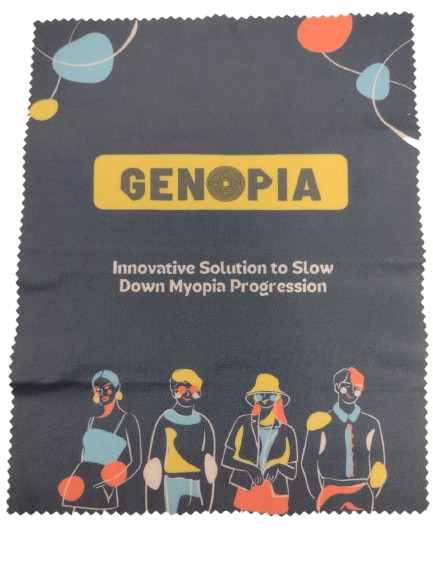 GENOPIA
Innovative Solution to Slow
Down Myopia Progression